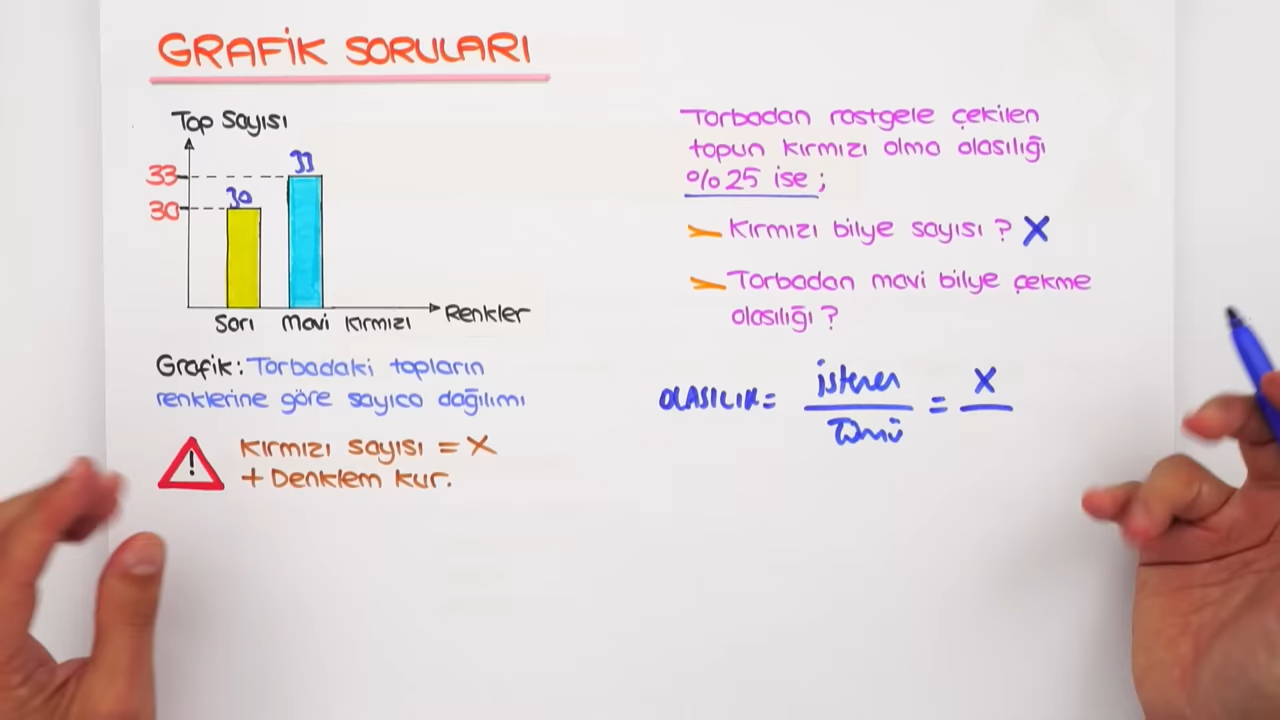 GRAFİK SORULARI
Top Sayısı
33
33
30
30
Sarı Mavi Kırmızı Renkler
Grafik: Torbadaki topların
renklerine göre sayıca dağılımı
! Kırmızı sayısı = X
+ Denklem kur.
Torbadan rastgele çekilen
topun kırmızı olma olasılığı
%25 ise;
Kırmızı bilye sayısı? X
Torbadan mavi bilye çekme
olasılığı?
OLASILIK = istenen / Tümü = X